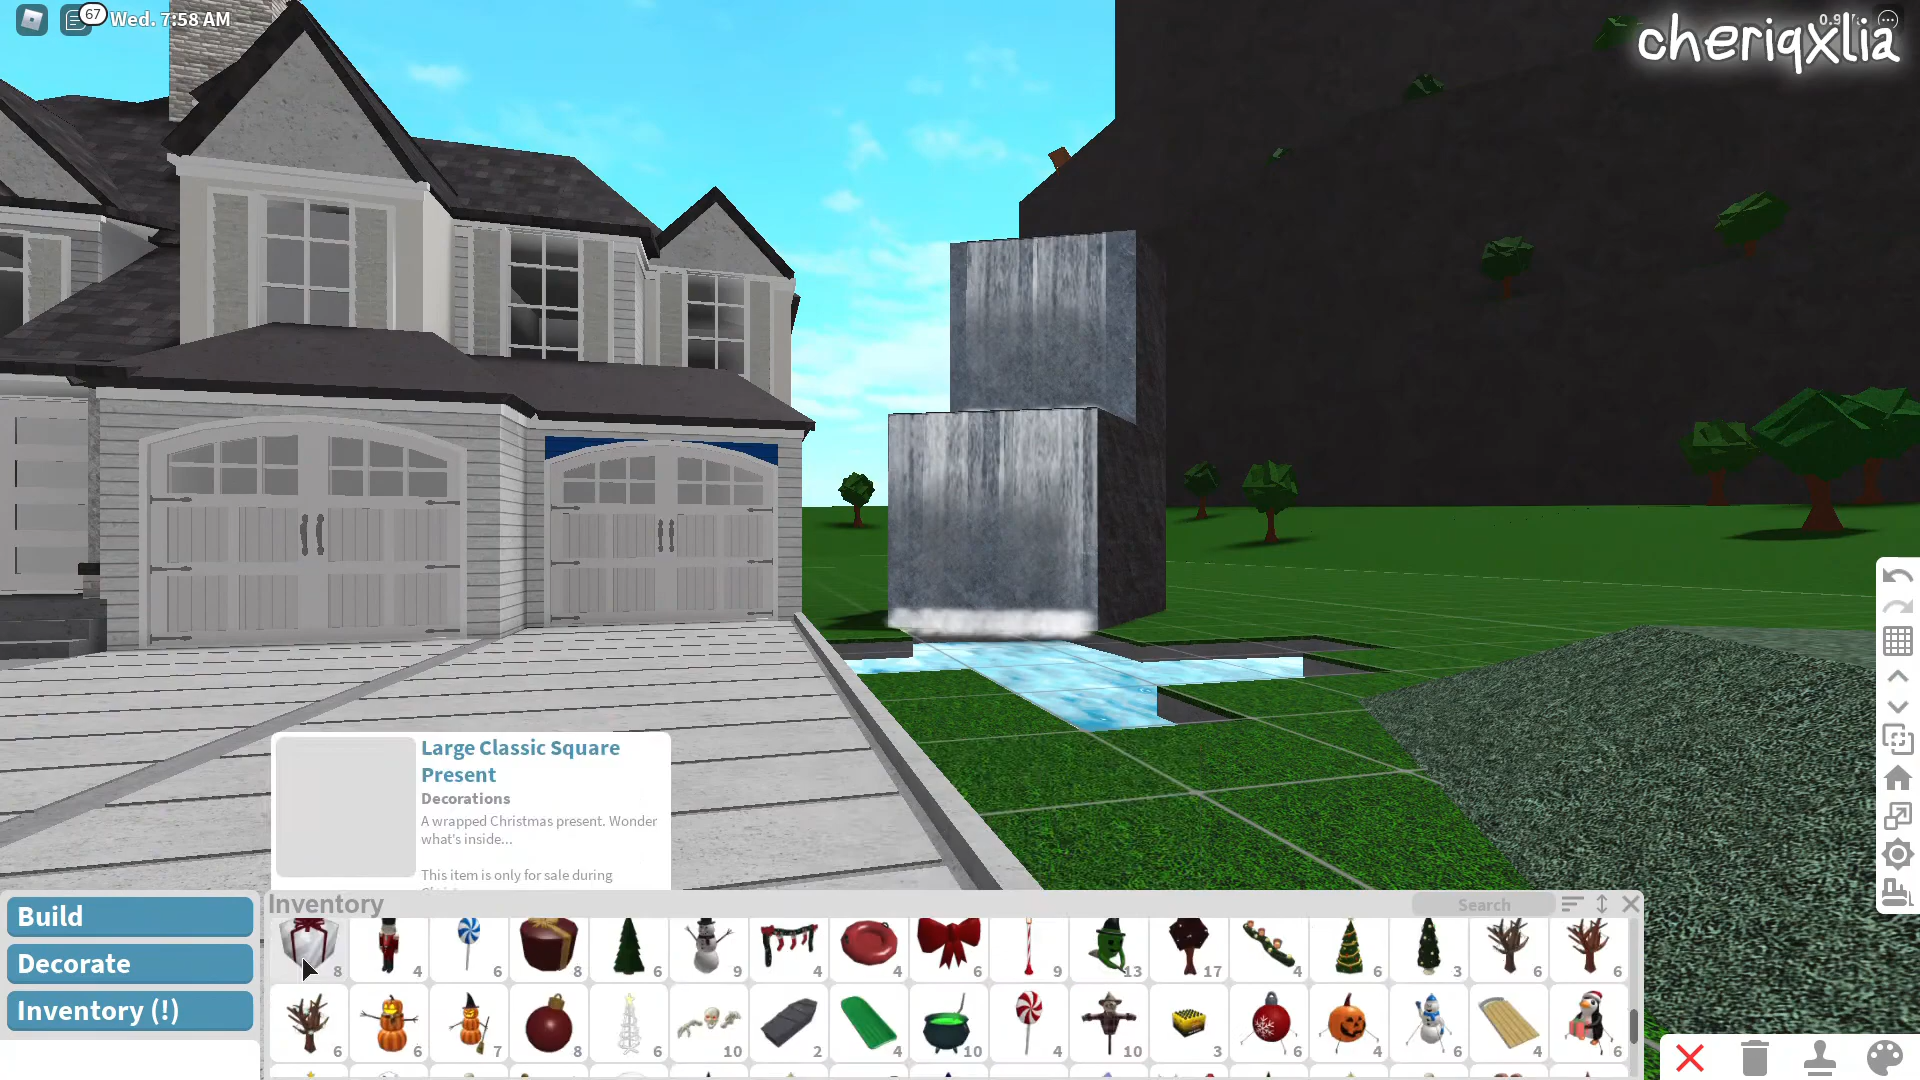 67
Wed. 7:58 AM
cheriqxlia
Large Classic Square
Present
Decorations
A wrapped Christmas present. Wonder
what's inside...
This item is only for sale during
Build
Decorate
Inventory (!)
Inventory
Search
8
4
6
8
6
9
4
4
6
9
13
17
4
6
3
6
6
6
6
7
8
6
10
2
4
10
4
10
3
6
4
6
4
6